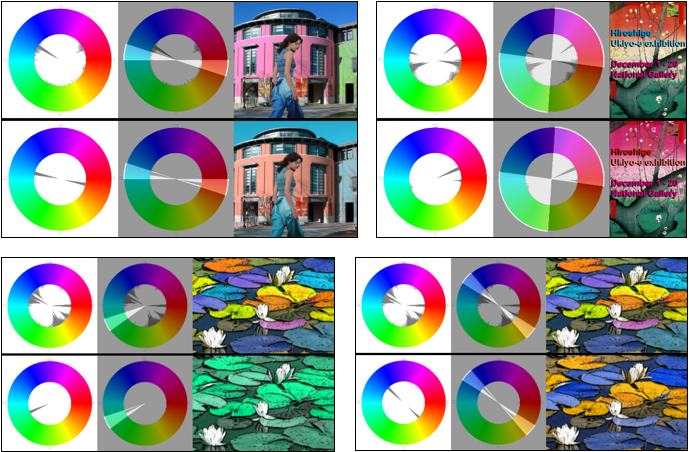 Hiroshige
Ukiyo-e exhibition
December 1 - 20
National Gallery
Hiroshige
Ukiyo-e exhibition
December 1 - 20
National Gallery